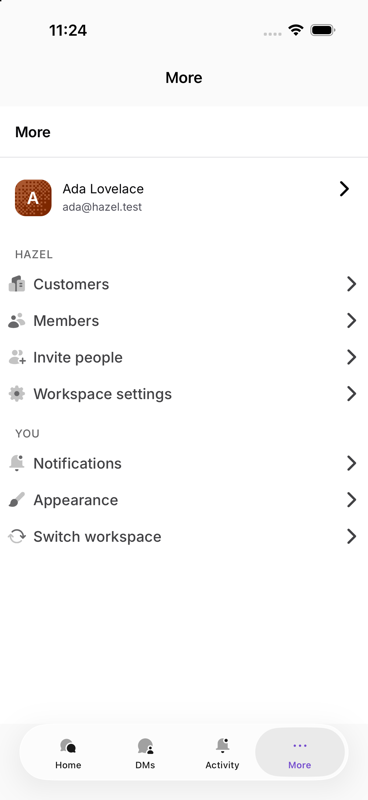 11:24
More
More
A
Ada Lovelace
ada@hazel.test
HAZEL
Customers
Members
Invite people
Workspace settings
YOU
Notifications
Appearance
Switch workspace
Home
DMs
Activity
More